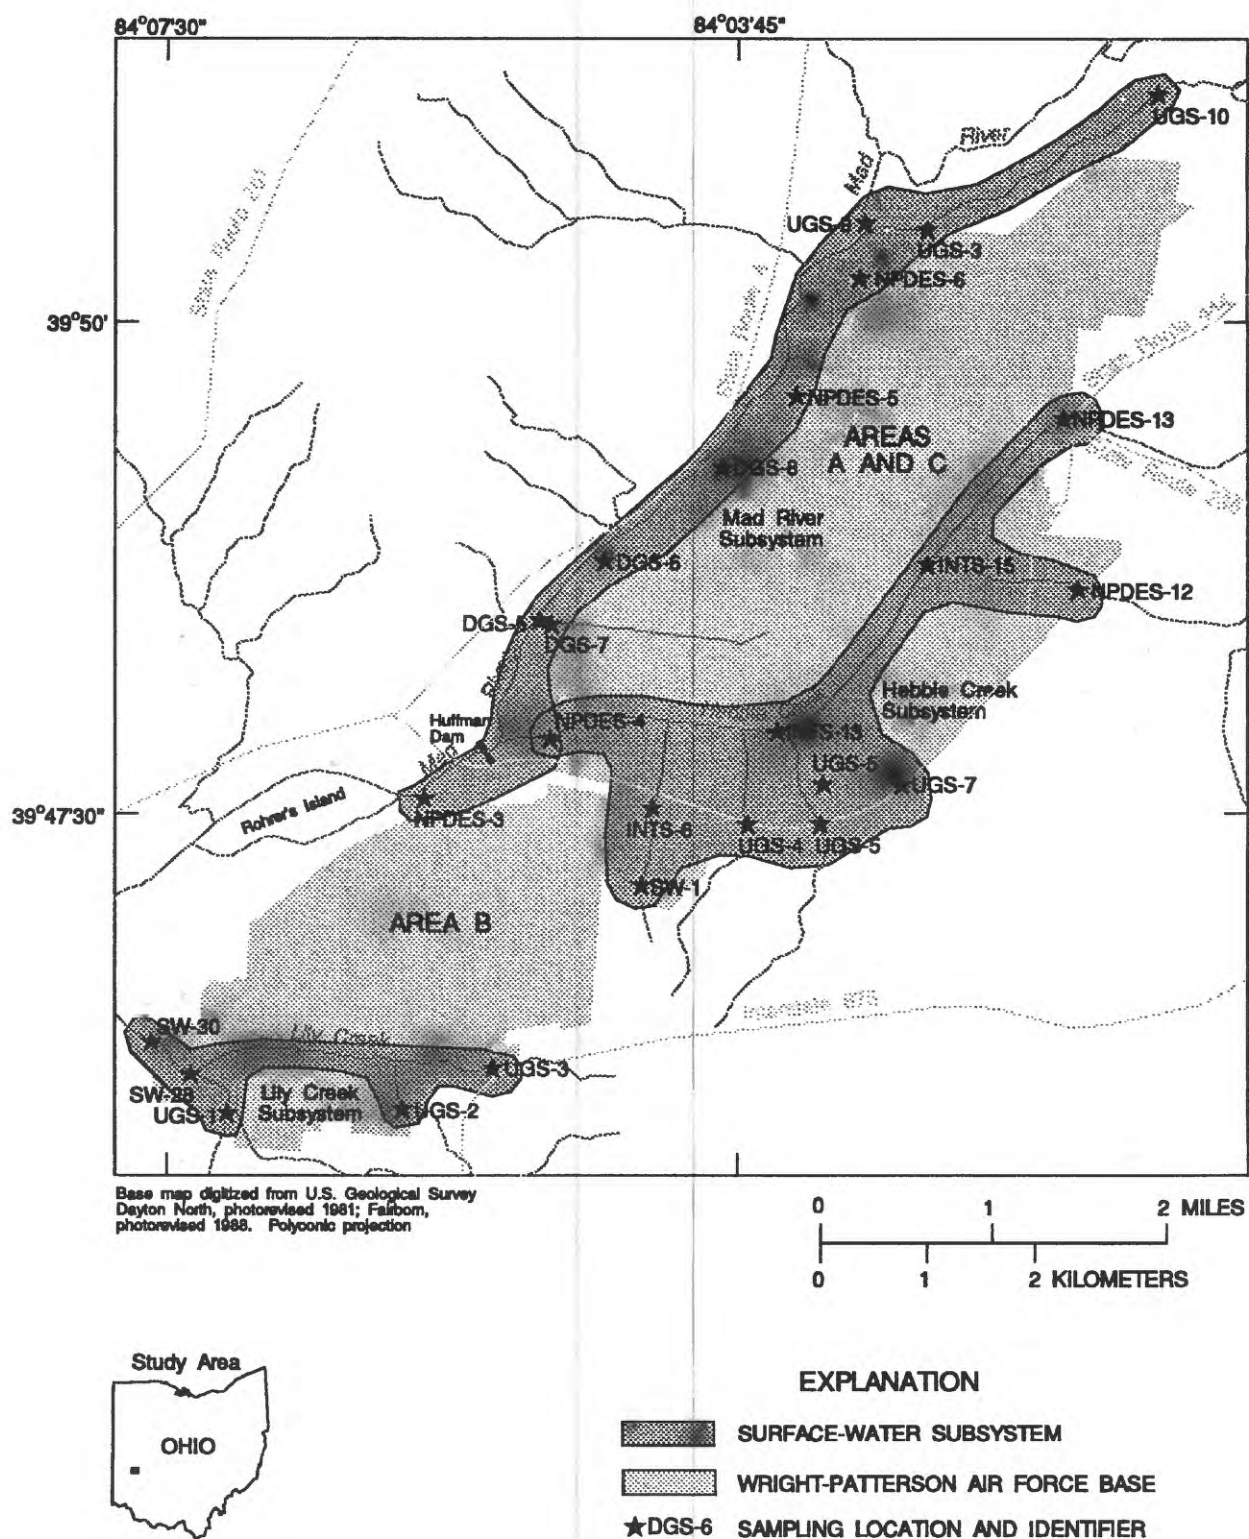 84°07'30"
84°03'45"
UGS-10
River
Mad
State Route 201
UGS-9
UGS-3
NPDES-6
39°50'
State Route 4
State Route 444
NPDES-5
NPDES-13
AREAS
A AND C
DGS-8
Mad River
Subsystem
DGS-6
INTS-15
NPDES-12
DGS-5
DGS-7
Hebble Creek
Subsystem
Huffman
Dam
NPDES-4
INTS-13
Mad
UGS-5
UGS-7
Rohrer's Island
39°47'30"
NPDES-3
INTS-6
UGS-4
UGS-5
SW-1
AREA B
Interstate 675
SW-30
Lily Creek
UGS-3
SW-28
Lily Creek
Subsystem
UGS-1
UGS-2
Base map digitized from U.S. Geological Survey
Dayton North, photorevised 1981; Fairborn,
photorevised 1988. Polyconic projection
0 1 2 MILES
0 1 2 KILOMETERS
Study Area
OHIO
EXPLANATION
SURFACE-WATER SUBSYSTEM
WRIGHT-PATTERSON AIR FORCE BASE
DGS-6 SAMPLING LOCATION AND IDENTIFIER